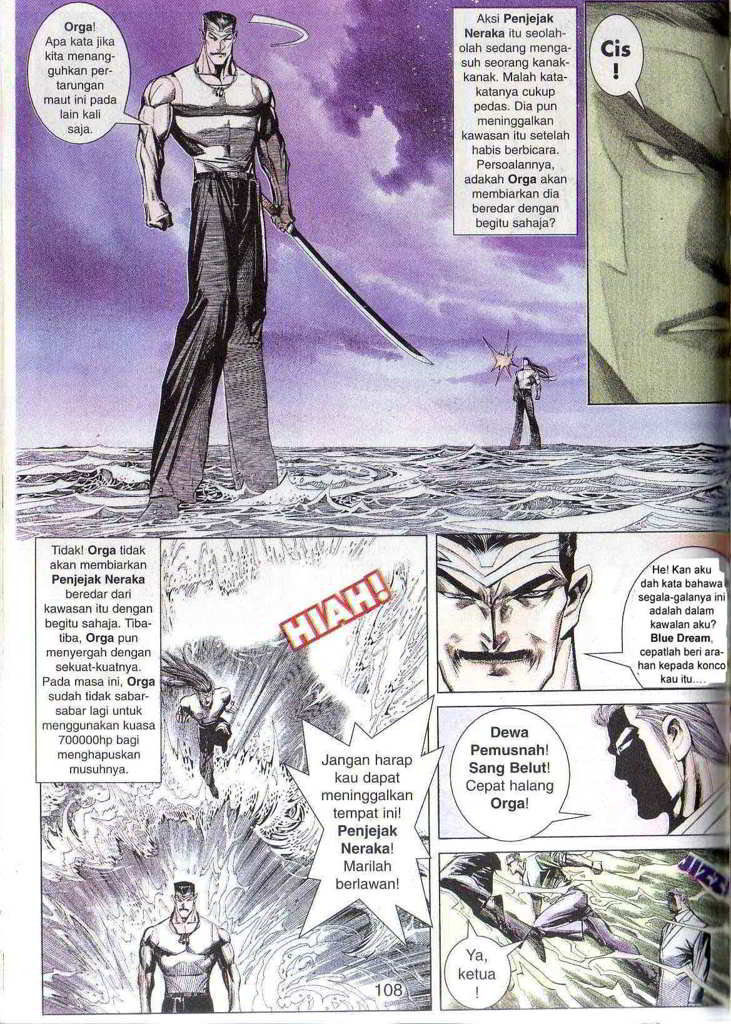 Orga!
Apa kata jika
kita menang-
guhkan per-
tarungan
maut ini pada
lain kali
saja.
Aksi Penjejak
Neraka itu seolah-
olah sedang menga-
suh seorang kanak-
kanak. Malah kata-
katanya cukup
pedas. Dia pun
meninggalkan
kawasan itu setelah
habis berbicara.
Persoalannya,
adakah Orga akan
membiarkan dia
beredar dengan
begitu sahaja?
Cis
!
Tidak! Orga tidak
akan membiarkan
Penjejak Neraka
beredar dari
kawasan itu dengan
begitu sahaja. Tiba-
tiba, Orga pun
menyergah dengan
sekuat-kuatnya.
Pada masa ini, Orga
sudah tidak sabar-
sabar lagi untuk
menggunakan kuasa
700000hp bagi
menghapuskan
musuhnya.
HIAH!
Jangan harap
kau dapat
meninggalkan
tempat ini!
Penjejak
Neraka!
Marilah
berlawan!
He! Kan aku
dah kata bahawa
segala-galanya ini
adalah dalam
kawalan aku?
Blue Dream,
cepatlah beri ara-
han kepada konco
kau itu....
Dewa
Pemusnah!
Sang Belut!
Cepat halang
Orga!
JIZZ!
Ya,
ketua
!
108